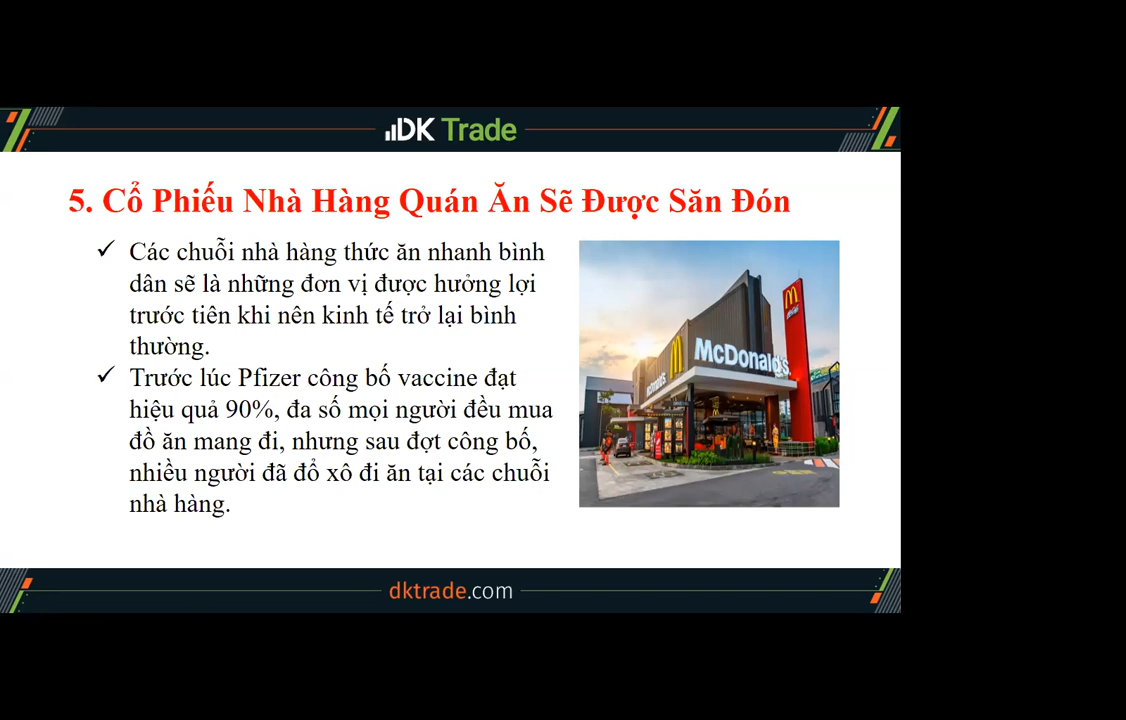 DK Trade
5. Cổ Phiếu Nhà Hàng Quán Ăn Sẽ Được Săn Đón
Các chuỗi nhà hàng thức ăn nhanh bình
dân sẽ là những đơn vị được hưởng lợi
trước tiên khi nên kinh tế trở lại bình
thường.
Trước lúc Pfizer công bố vaccine đạt
hiệu quả 90%, đa số mọi người đều mua
đồ ăn mang đi, nhưng sau đợt công bố,
nhiều người đã đổ xô đi ăn tại các chuỗi
nhà hàng.
McDonald's
McDonald's
dktrade.com